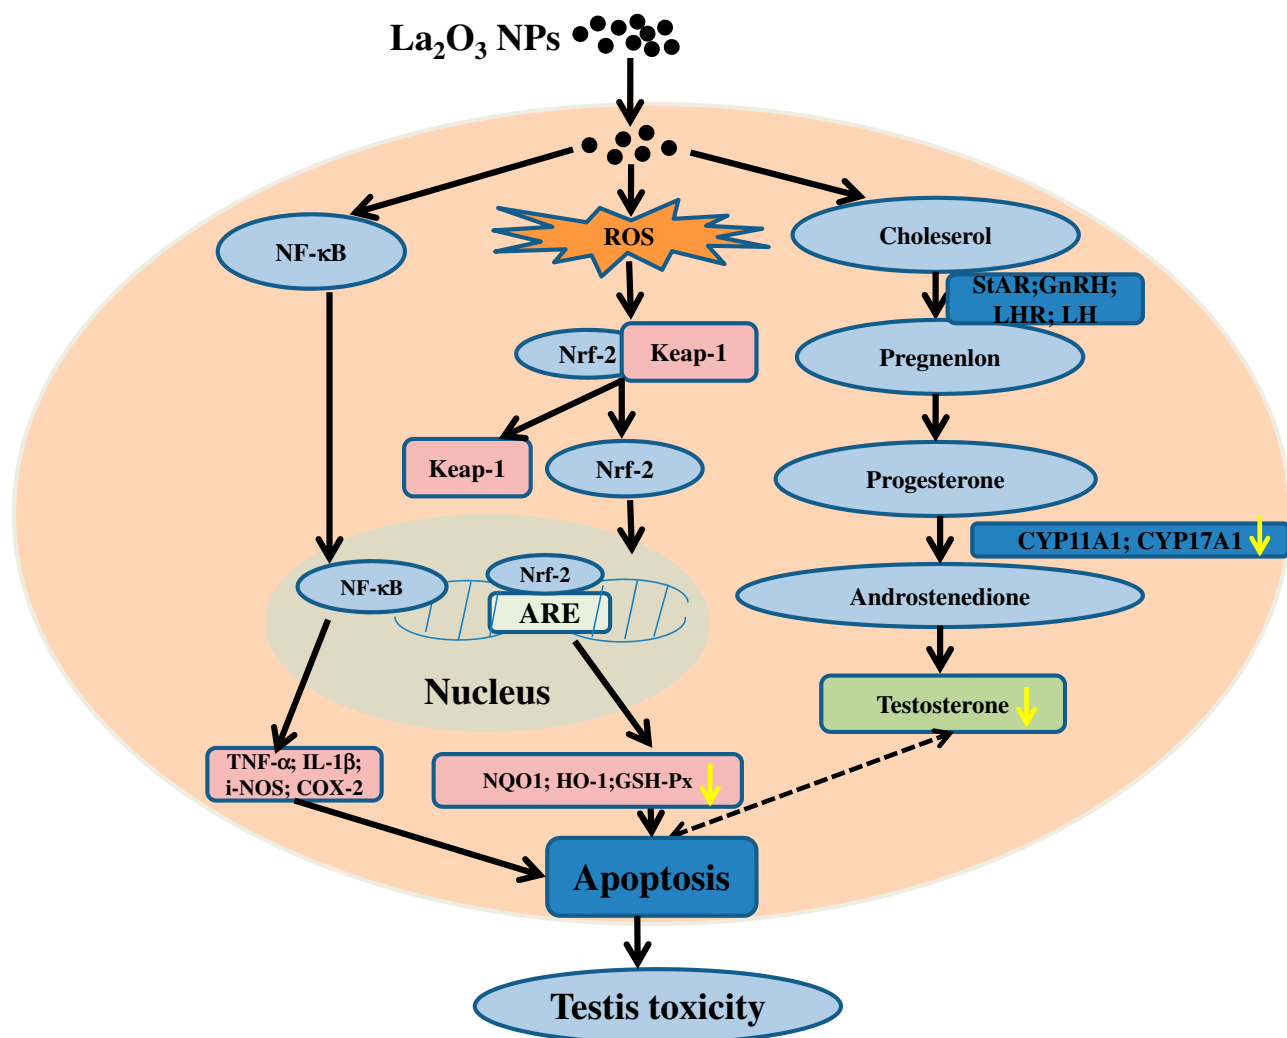 La₂O₃ NPs
NF-κB
ROS
Choleserol
StAR;GnRH;
LHR; LH
Nrf-2
Keap-1
Pregnenlon
Keap-1
Nrf-2
Progesterone
CYP11A1; CYP17A1
NF-κB
Nrf-2
ARE
Androstenedione
Nucleus
Testosterone
TNF-α; IL-1β;
i-NOS; COX-2
NQO1; HO-1;GSH-Px
Apoptosis
Testis toxicity